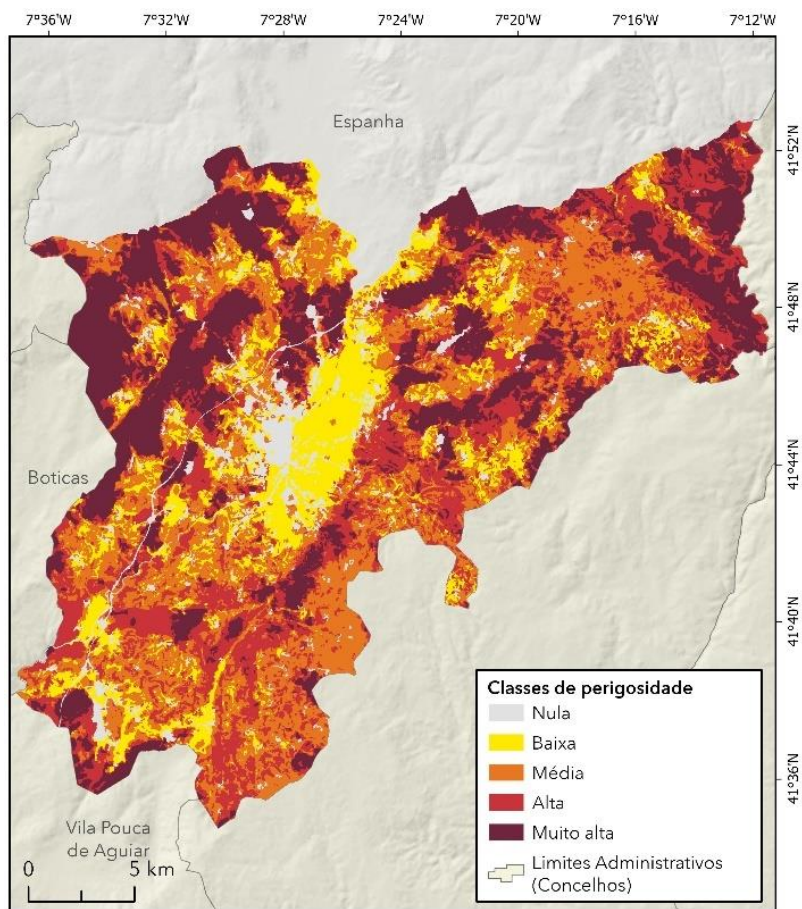 7°36'W 7°32'W 7°28'W 7°24'W 7°20'W 7°16'W 7°12'W
Espanha
41°52'N
41°48'N
Boticas
41°44'N
41°40'N
Classes de perigosidade
Nula
Baixa
Média
Alta
Muito alta
Limites Administrativos
(Concelhos)
41°36'N
Vila Pouca
de Aguiar
0 5 km